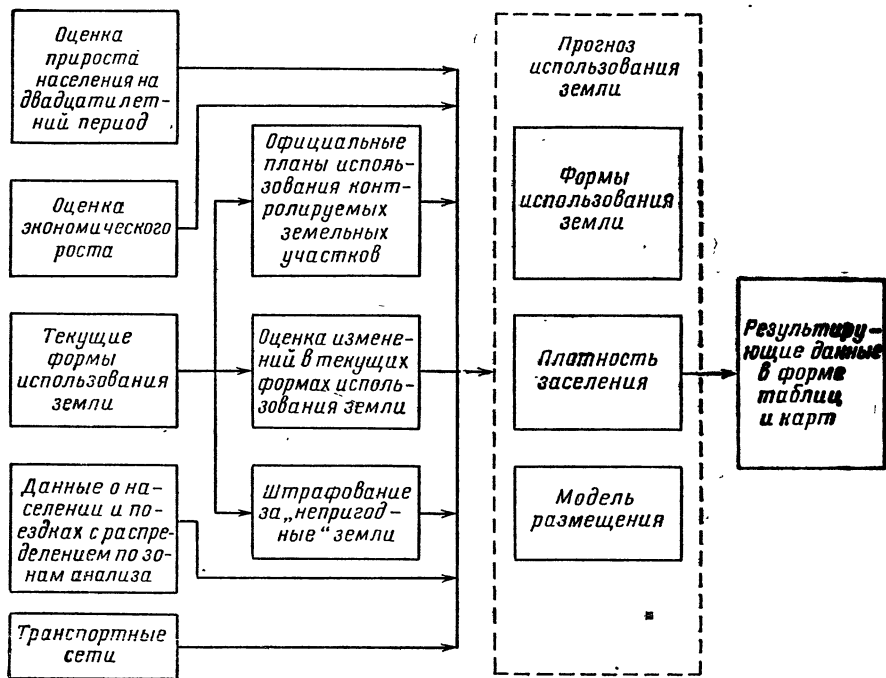 Оценка
прироста
населения на
двадцатилет-
ний период
Оценка
экономического
роста
Текущие
формы
использования
земли
Данные о на-
селении и по-
ездках с распре-
делением по зо-
нам анализа
Транспортные
сети
Официальные
планы исполь-
зования конт-
ролируемых
земельных
участков
Оценка измене-
ний в текущих
формах исполь-
зования земли
Штрафование
за „непригод-
ные“ земли
Прогноз
использования
земли
Формы
использования
земли
Платность
заселения
Модель
размещения
Результиру-
ющие данные
в форме
таблиц
и карт